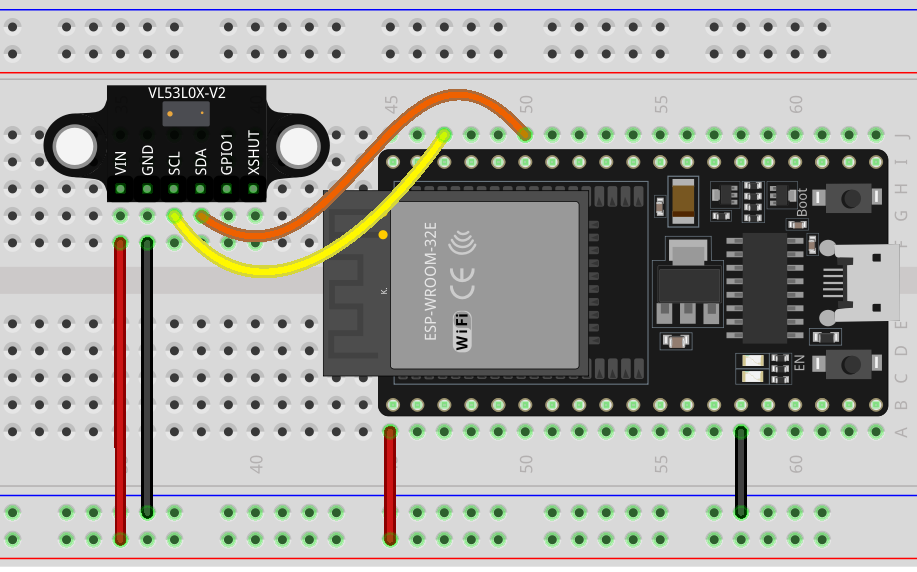 VL53L0X-V2
VIN
GND
SCL
SDA
GPIO1
XSHUT
45
50
55
60
J
I
H
G
F
E
D
C
B
A
ESP-WROOM-32E
CE
WiFi
K.
Boot
EN
40
50
55
60